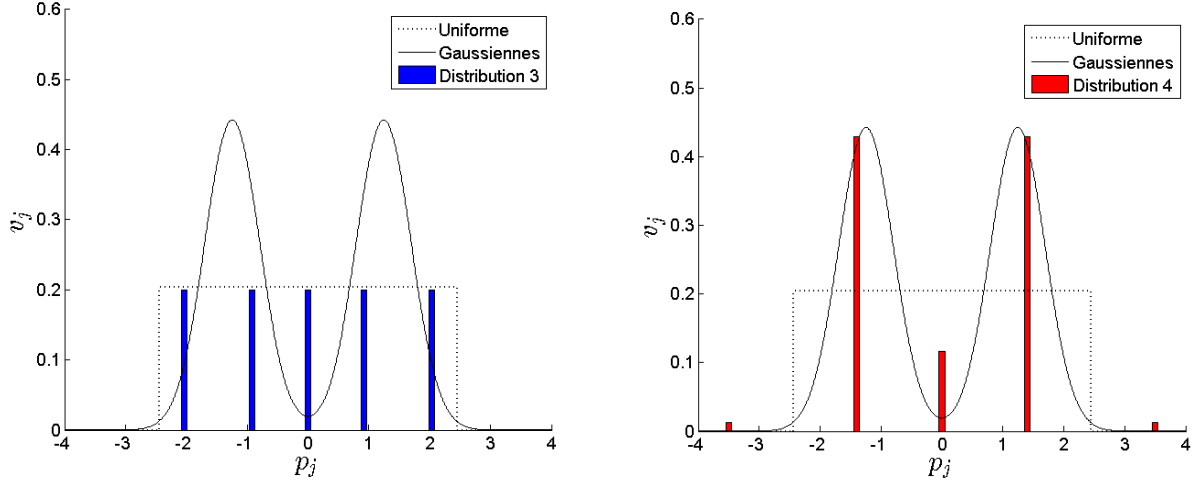 0.6
0.5
0.4
0.3
0.2
0.1
0
v_j
-4 -3 -2 -1 0 1 2 3 4
p_j
Uniforme
Gaussiennes
Distribution 3
0.6
0.5
0.4
0.3
0.2
0.1
0
v_j
-4 -3 -2 -1 0 1 2 3 4
p_j
Uniforme
Gaussiennes
Distribution 4